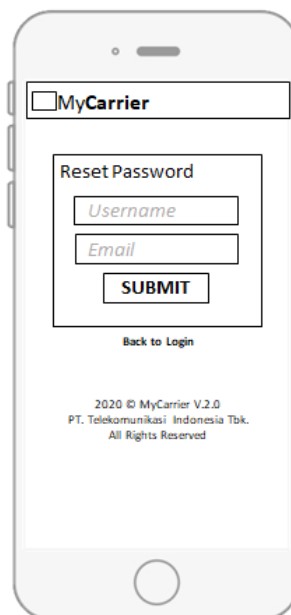 MyCarrier
Reset Password
Username
Email
SUBMIT
Back to Login
2020 © MyCarrier V.2.0
PT. Telekomunikasi Indonesia Tbk.
All Rights Reserved